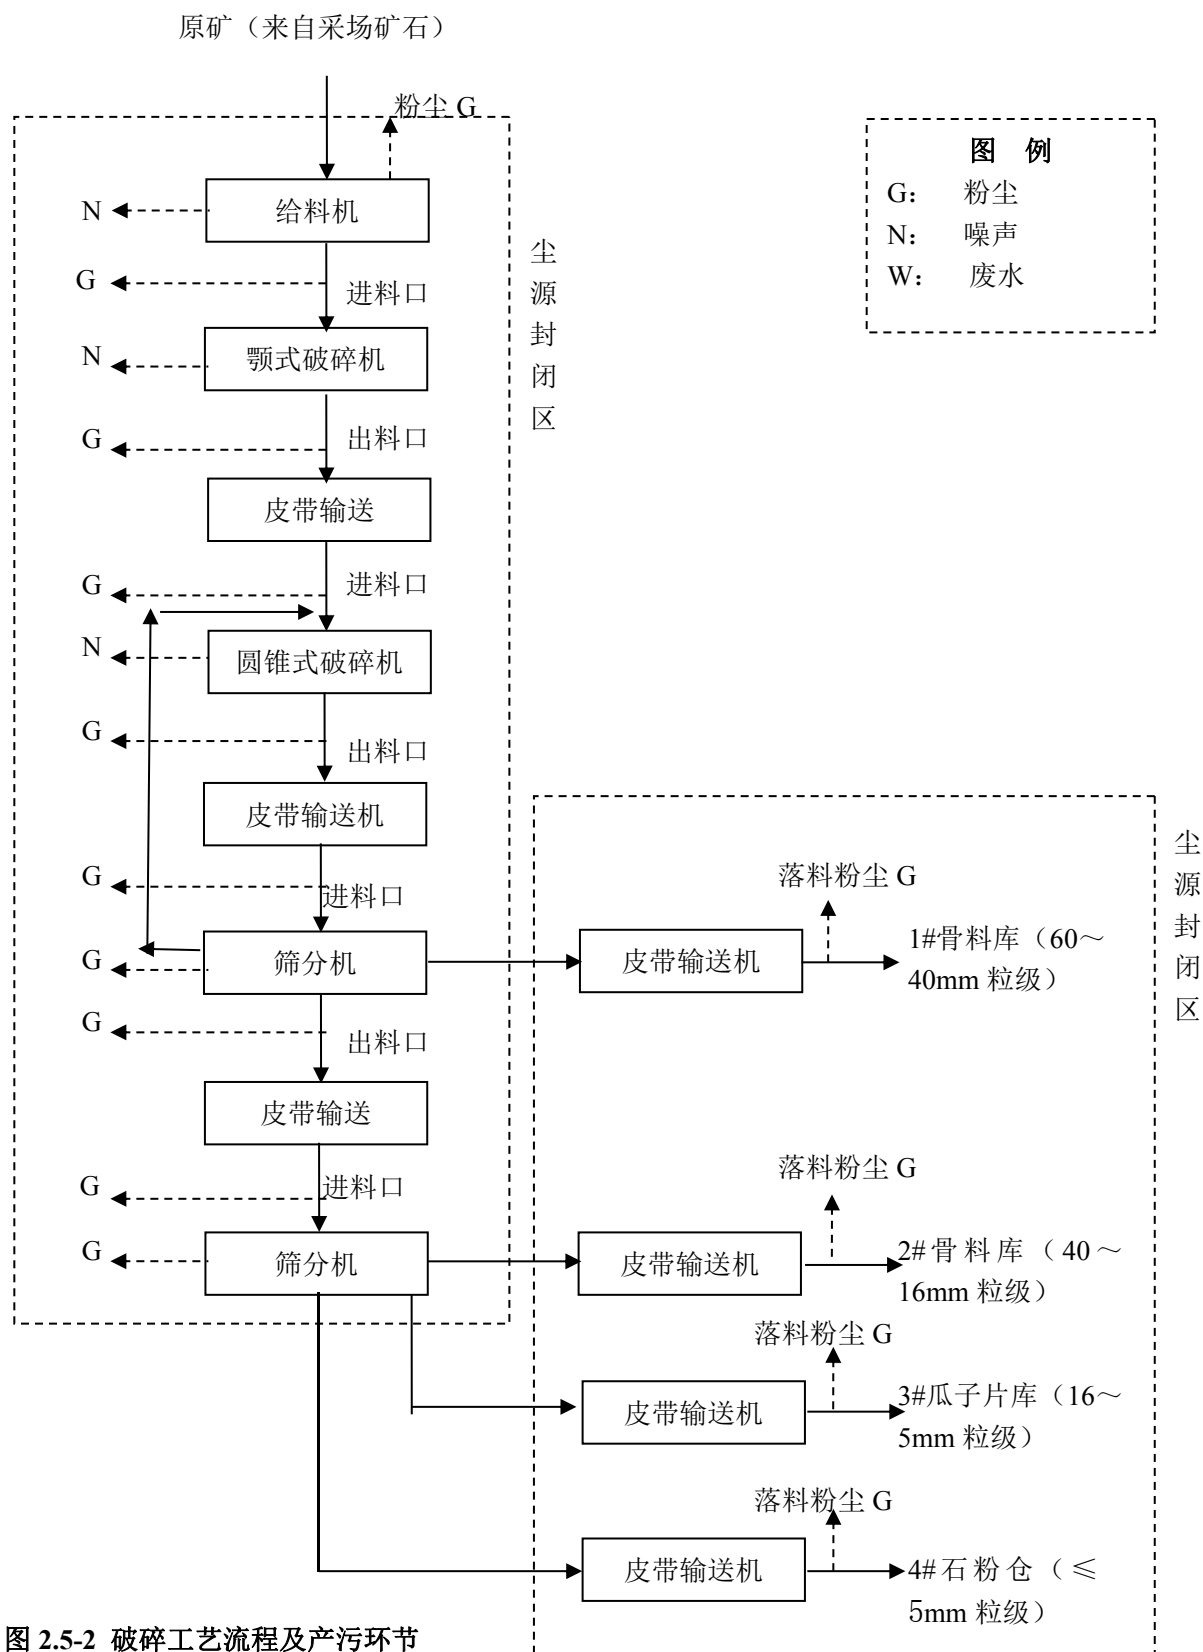 原矿（来自采场矿石）
粉尘 G
图 例
G： 粉尘
N： 噪声
W： 废水
给料机
N
尘源封闭区
G
进料口
颚式破碎机
N
G
出料口
皮带输送
G
进料口
圆锥式破碎机
N
G
出料口
皮带输送机
G
进料口
落料粉尘 G
尘源封闭区
筛分机
G
皮带输送机
1#骨料库（60～
40mm 粒级）
G
出料口
皮带输送
G
进料口
落料粉尘 G
筛分机
G
皮带输送机
2#骨料库（40～
16mm 粒级）
落料粉尘 G
皮带输送机
3#瓜子片库（16～
5mm 粒级）
落料粉尘 G
皮带输送机
4#石粉仓（≤
5mm 粒级）
图 2.5-2 破碎工艺流程及产污环节